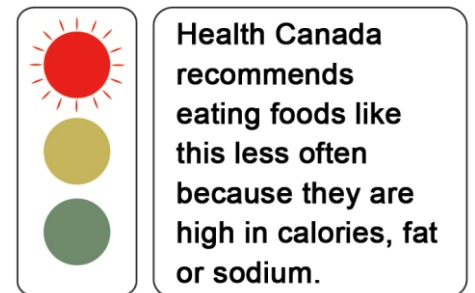 Health Canada
recommends
eating foods like
this less often
because they are
high in calories, fat
or sodium.